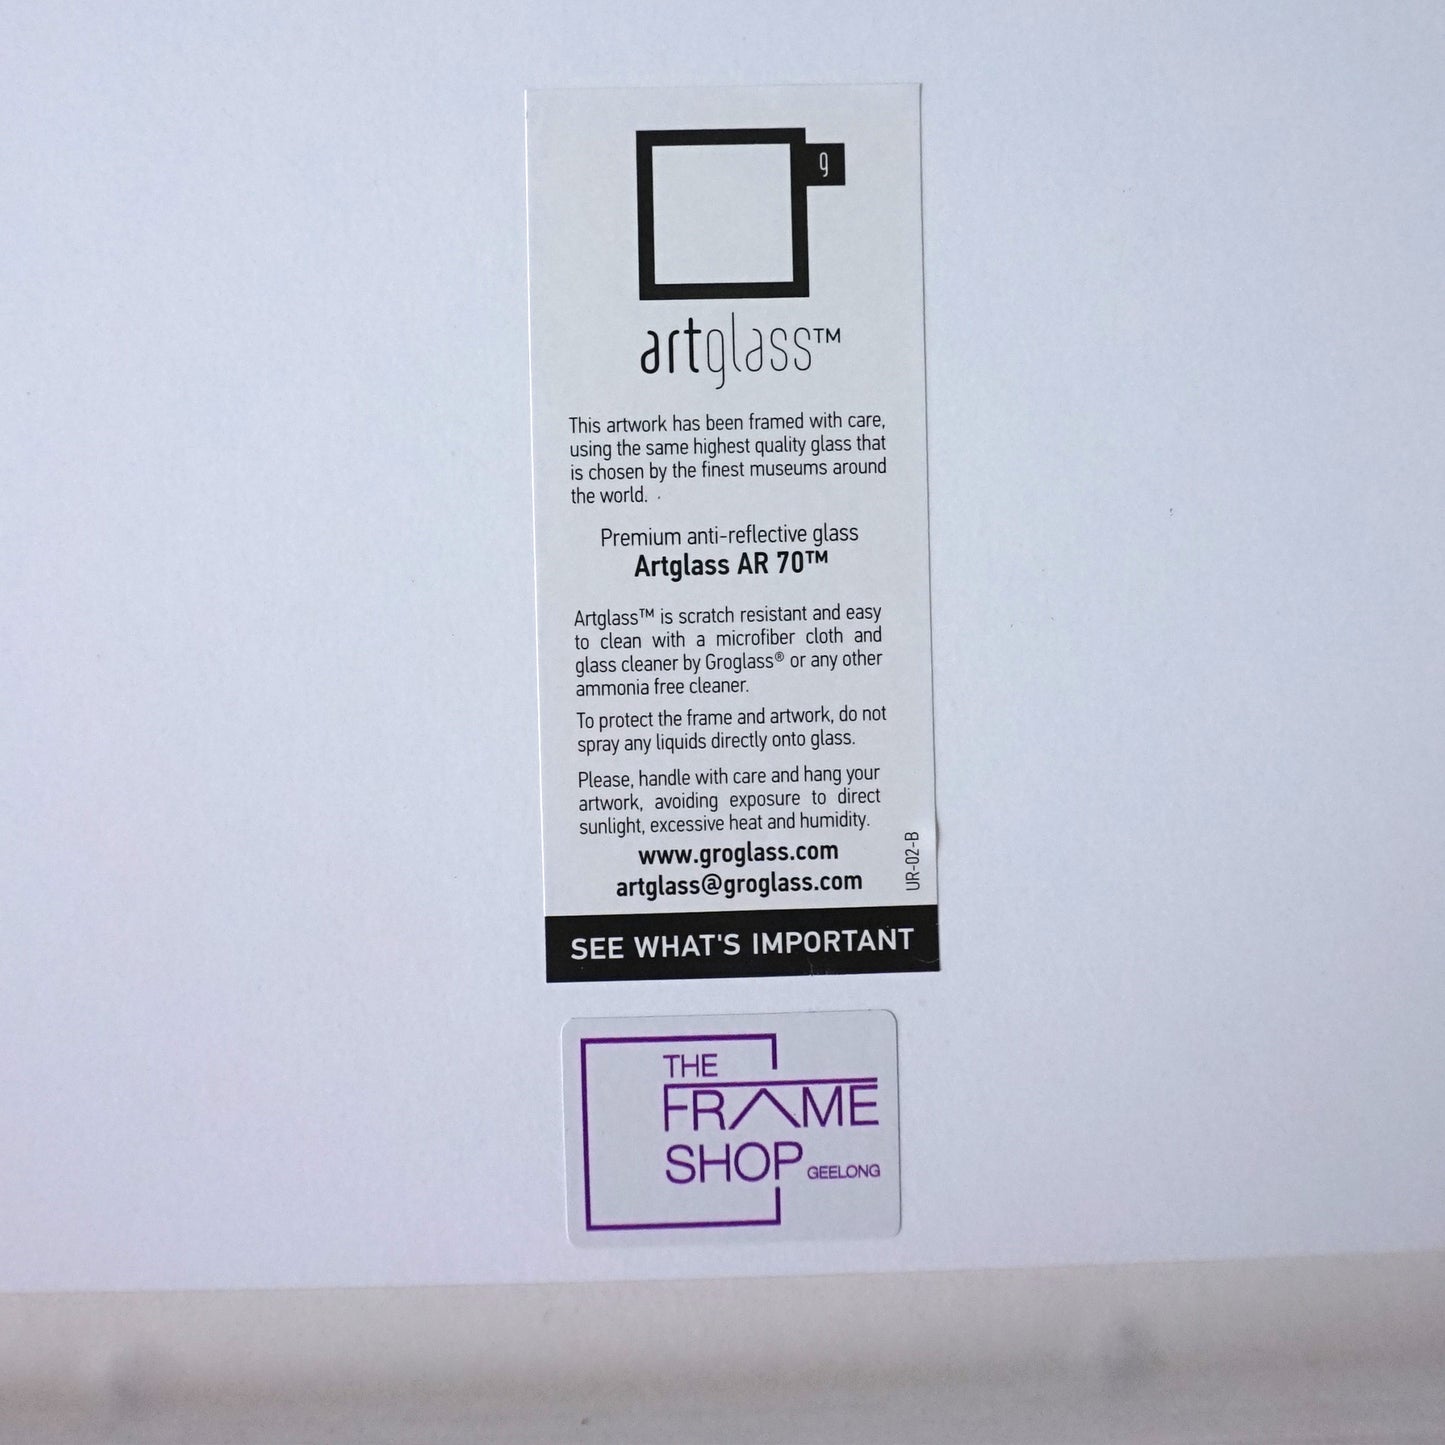 g
artglass™
This artwork has been framed with care,
using the same highest quality glass that
is chosen by the finest museums around
the world.
Premium anti-reflective glass
Artglass AR 70™
Artglass™ is scratch resistant and easy
to clean with a microfiber cloth and
glass cleaner by Groglass® or any other
ammonia free cleaner.
To protect the frame and artwork, do not
spray any liquids directly onto glass.
Please, handle with care and hang your
artwork, avoiding exposure to direct
sunlight, excessive heat and humidity.
www.groglass.com
artglass@groglass.com
UR-02-B
SEE WHAT'S IMPORTANT
THE
FRAME
SHOP GEELONG